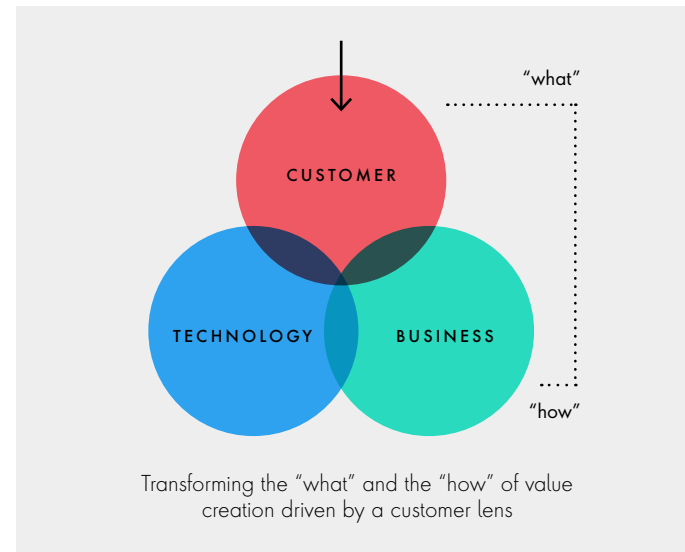 “what”
CUSTOMER
TECHNOLOGY
BUSINESS
“how”
Transforming the “what” and the “how” of value
creation driven by a customer lens